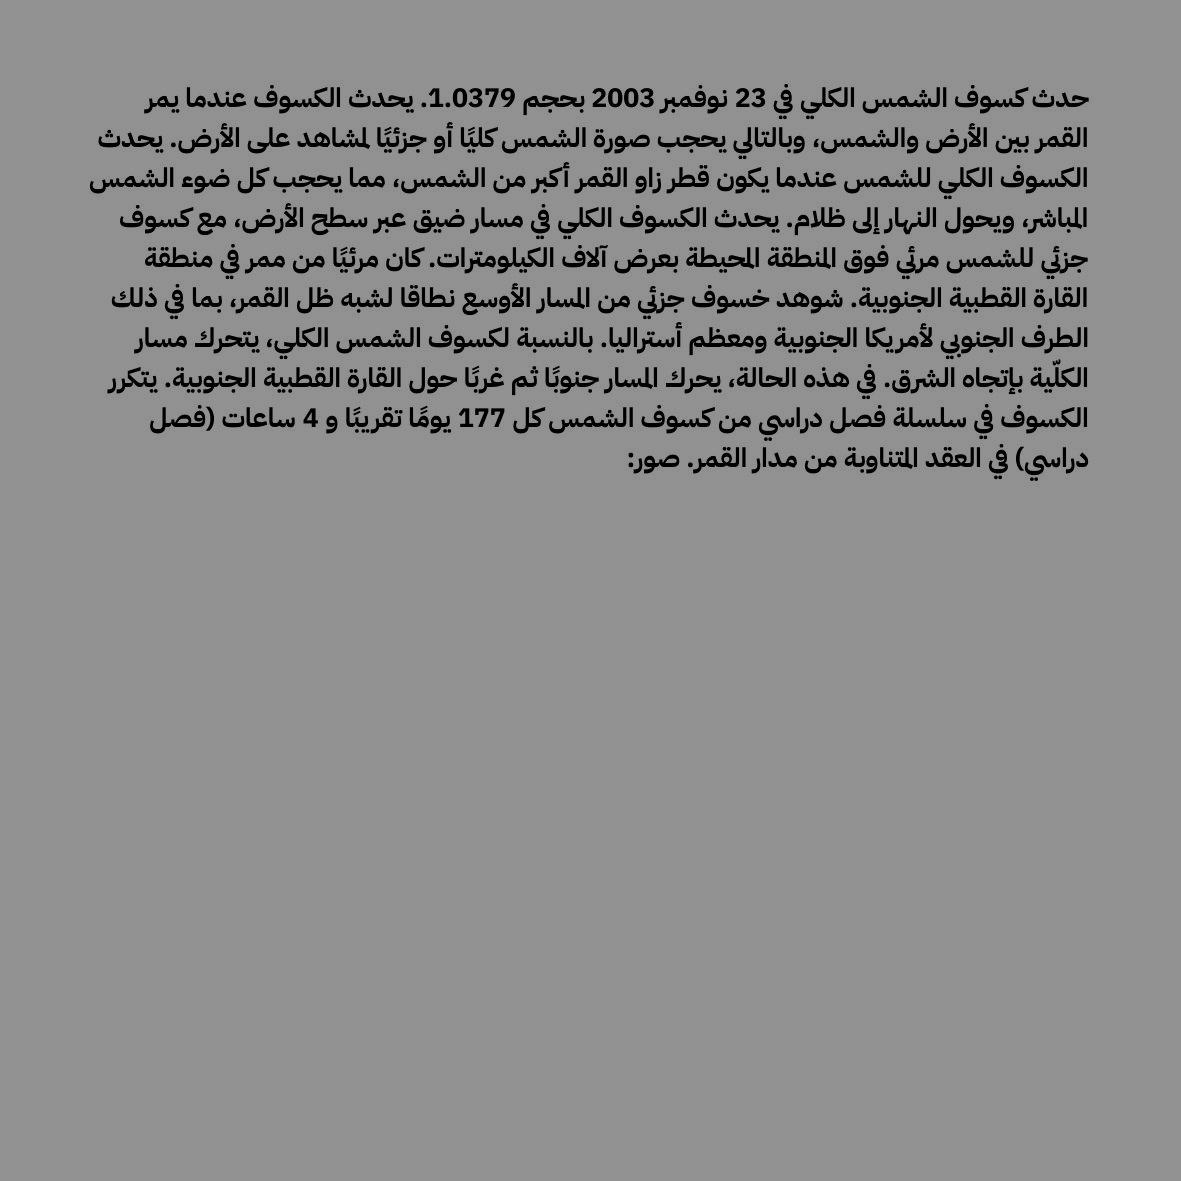 حدث كسوف الشمس الكلي في 23 نوفمبر 2003 بحجم 1.0379. يحدث الكسوف عندما يمر
القمر بين الأرض والشمس، وبالتالي يحجب صورة الشمس كليًا أو جزئيًا لمشاهد على الأرض. يحدث
الكسوف الكلي للشمس عندما يكون قطر زاو القمر أكبر من الشمس، مما يحجب كل ضوء الشمس
المباشر، ويحول النهار إلى ظلام. يحدث الكسوف الكلي في مسار ضيق عبر سطح الأرض، مع كسوف
جزئي للشمس مرئي فوق المنطقة المحيطة بعرض آلاف الكيلومترات. كان مرئيًا من ممر في منطقة
القارة القطبية الجنوبية. شوهد خسوف جزئي من المسار الأوسع نطاقا لشبه ظل القمر، بما في ذلك
الطرف الجنوبي لأمريكا الجنوبية ومعظم أستراليا. بالنسبة لكسوف الشمس الكلي، يتحرك مسار
الكلّية بإتجاه الشرق. في هذه الحالة، يحرك المسار جنوبًا ثم غربًا حول القارة القطبية الجنوبية. يتكرر
الكسوف في سلسلة فصل دراسي من كسوف الشمس كل 177 يومًا تقريبًا و 4 ساعات (فصل
دراسي) في العقد المتناوبة من مدار القمر. صور: